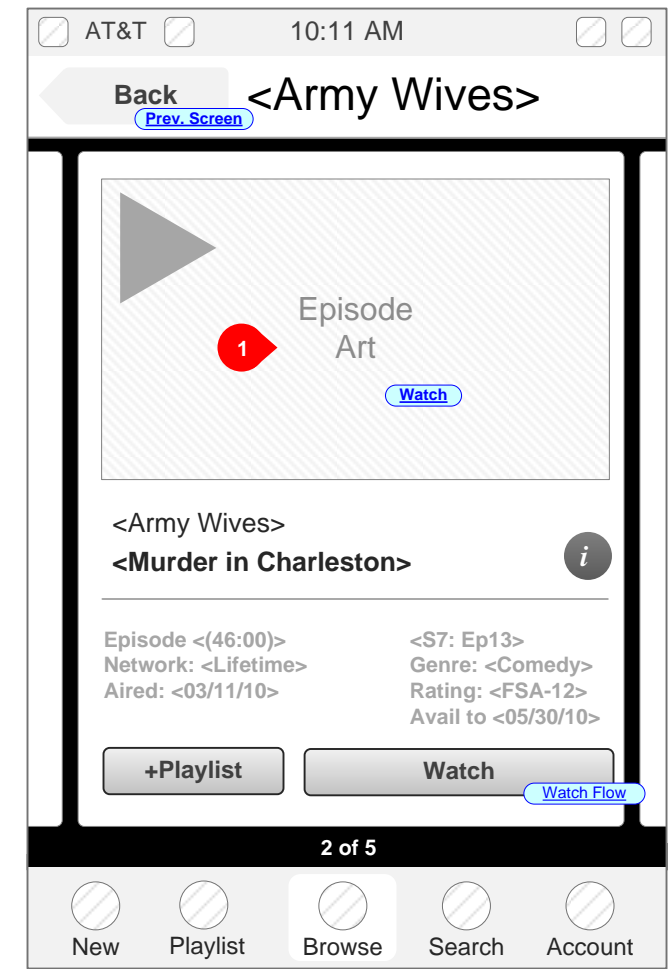 AT&T 10:11 AM
Back <Army Wives>
Prev. Screen
Episode
Art
1
Watch
<Army Wives>
<Murder in Charleston>
i
Episode <(46:00)>
Network: <Lifetime>
Aired: <03/11/10>
<S7: Ep13>
Genre: <Comedy>
Rating: <FSA-12>
Avail to <05/30/10>
+Playlist
Watch
Watch Flow
2 of 5
New Playlist Browse Search Account